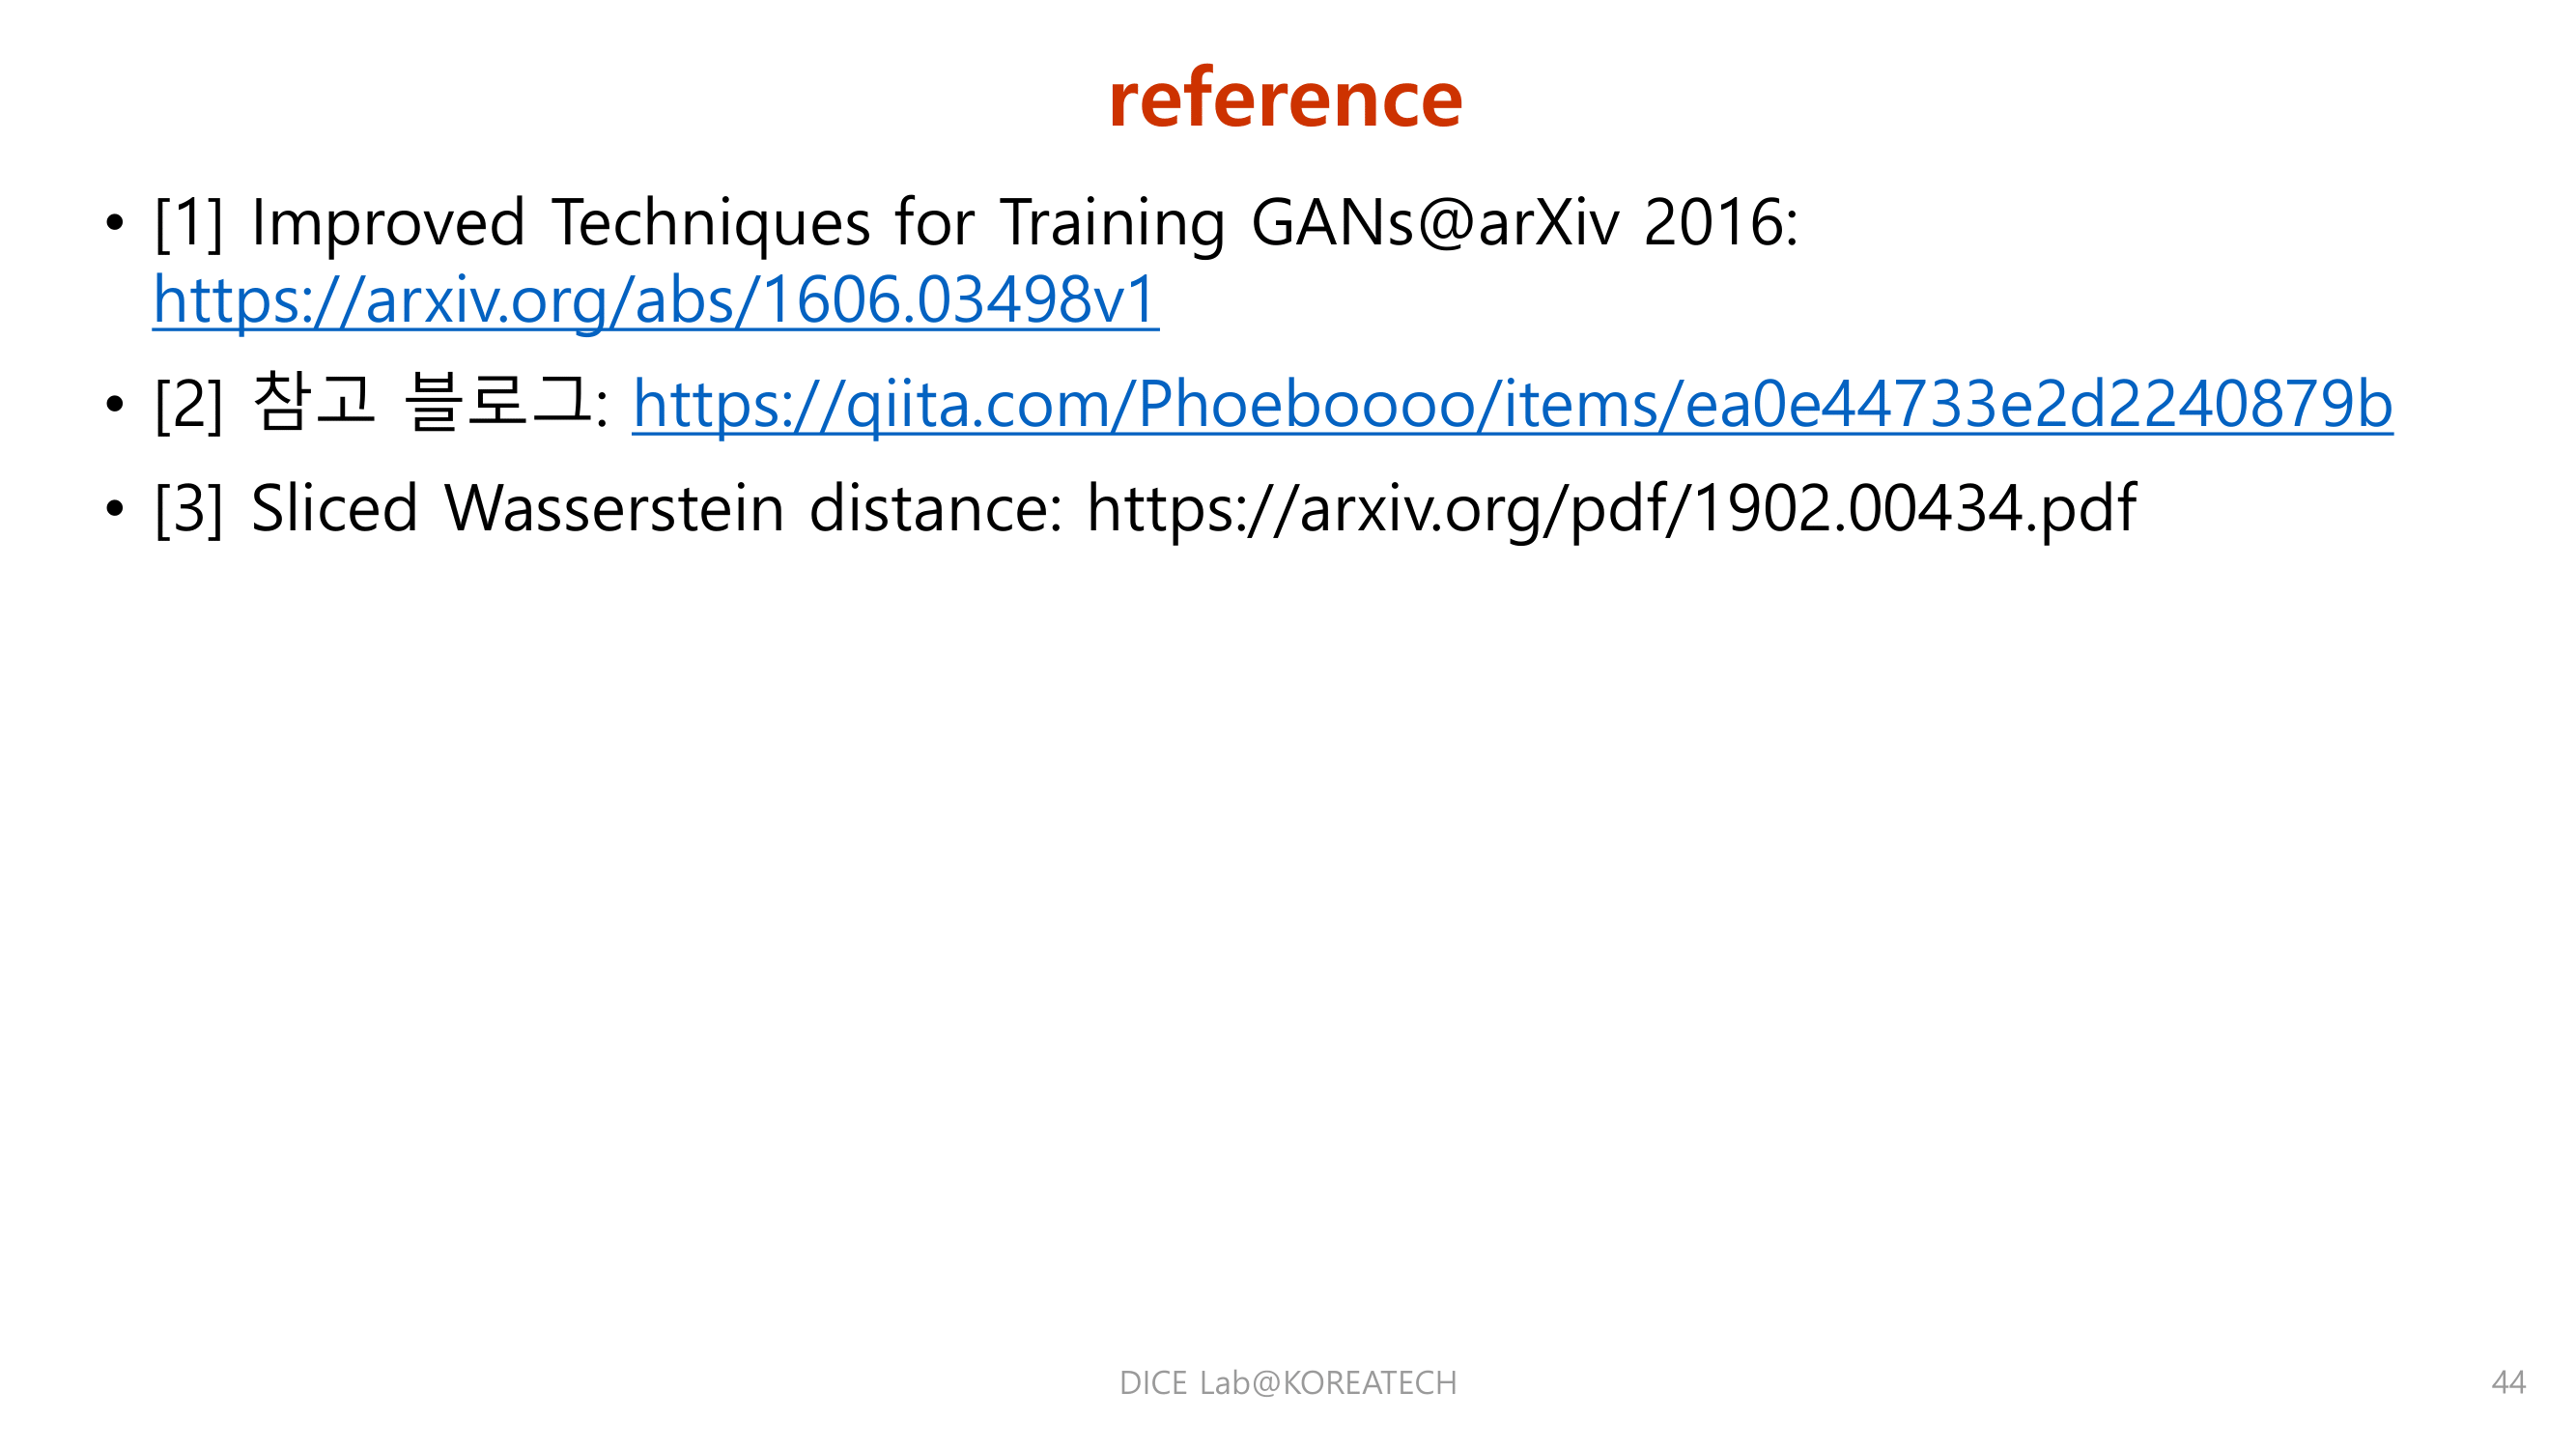 reference
• [1] Improved Techniques for Training GANs@arXiv 2016:
https://arxiv.org/abs/1606.03498v1
• [2] 참고 블로그: https://qiita.com/Phoeboooo/items/ea0e44733e2d2240879b
• [3] Sliced Wasserstein distance: https://arxiv.org/pdf/1902.00434.pdf
DICE Lab@KOREATECH
44